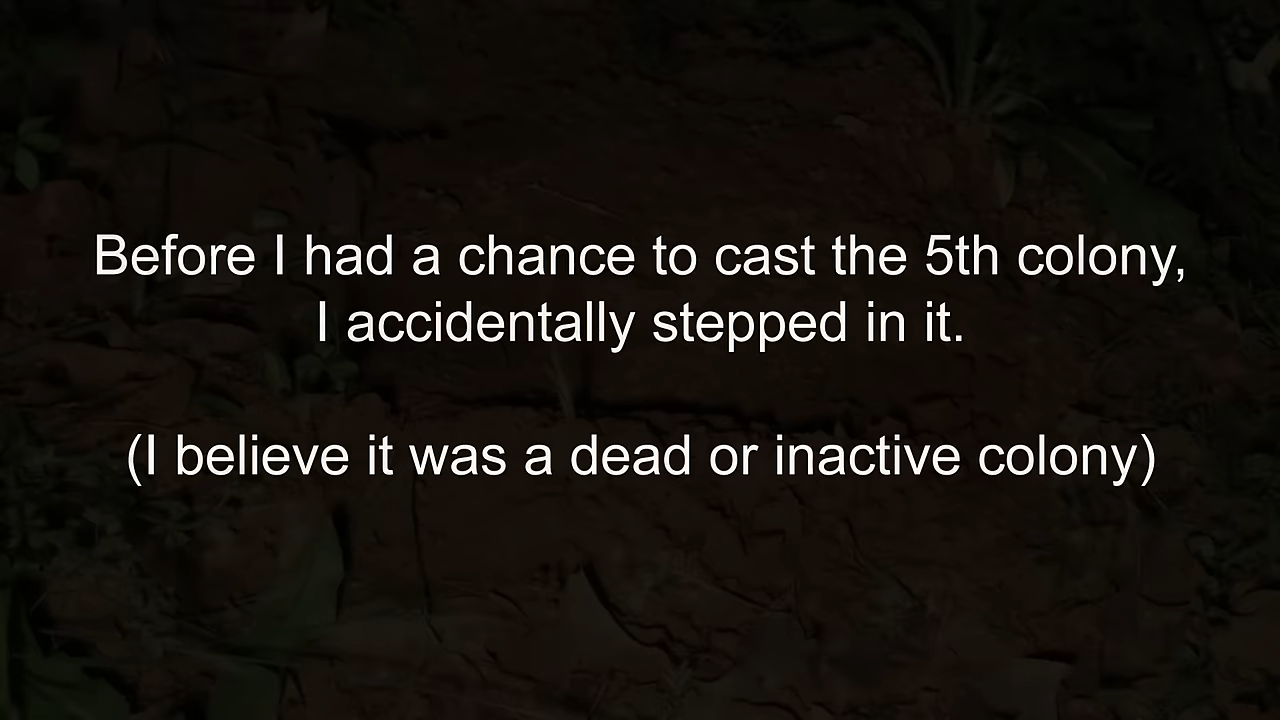 Before I had a chance to cast the 5th colony,
I accidentally stepped in it.
(I believe it was a dead or inactive colony)